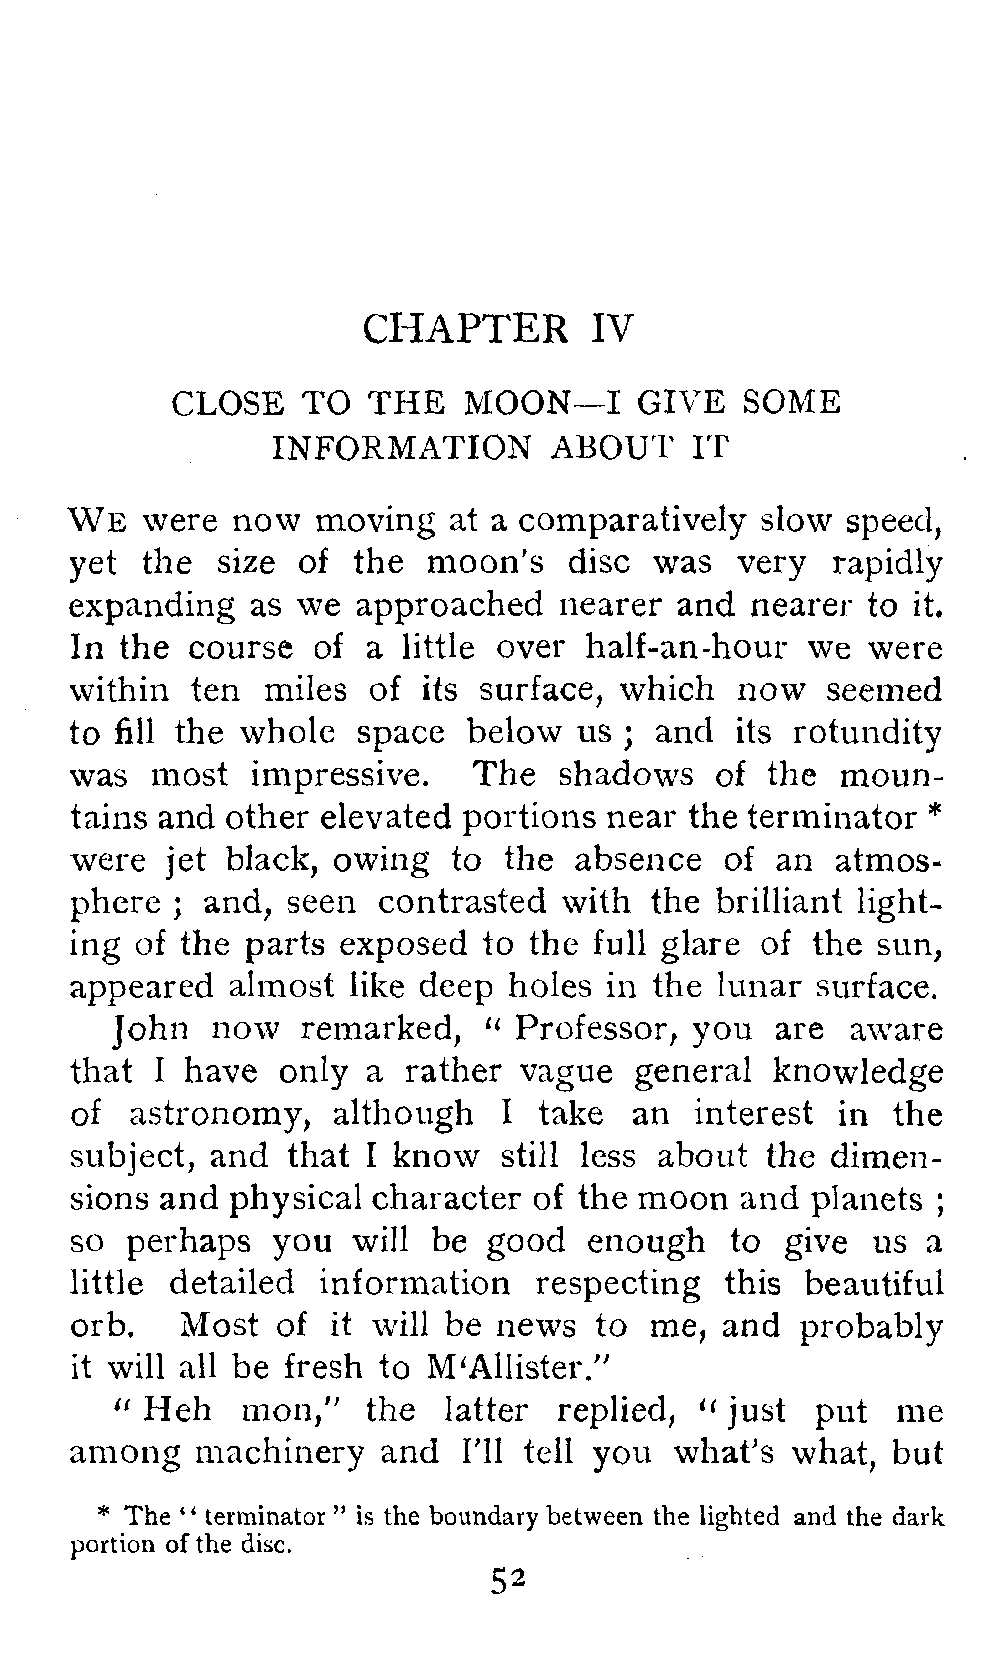 CHAPTER IV
CLOSE TO THE MOON—I GIVE SOME
INFORMATION ABOUT IT
WE were now moving at a comparatively slow speed,
yet the size of the moon's disc was very rapidly
expanding as we approached nearer and nearer to it.
In the course of a little over half-an-hour we were
within ten miles of its surface, which now seemed
to fill the whole space below us ; and its rotundity
was most impressive. The shadows of the moun-
tains and other elevated portions near the terminator *
were jet black, owing to the absence of an atmos-
phere ; and, seen contrasted with the brilliant light-
ing of the parts exposed to the full glare of the sun,
appeared almost like deep holes in the lunar surface.
John now remarked, “ Professor, you are aware
that I have only a rather vague general knowledge
of astronomy, although I take an interest in the
subject, and that I know still less about the dimen-
sions and physical character of the moon and planets ;
so perhaps you will be good enough to give us a
little detailed information respecting this beautiful
orb. Most of it will be news to me, and probably
it will all be fresh to M‘Allister.”
“ Heh mon,” the latter replied, “ just put me
among machinery and I'll tell you what's what, but
* The “ terminator ” is the boundary between the lighted and the dark
portion of the disc.
52